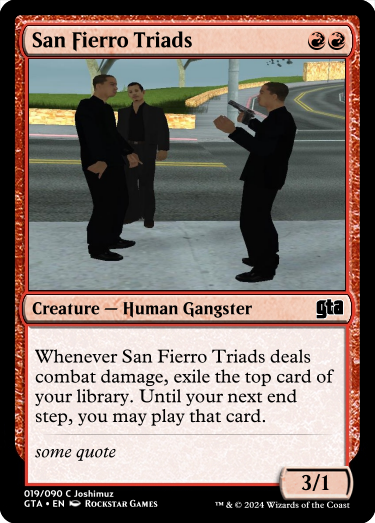 San Fierro Triads
Creature — Human Gangster
gta
Whenever San Fierro Triads deals
combat damage, exile the top card of
your library. Until your next end
step, you may play that card.
some quote
3/1
019/090 C Joshimuz
GTA • EN Rockstar Games
™ & © 2024 Wizards of the Coast